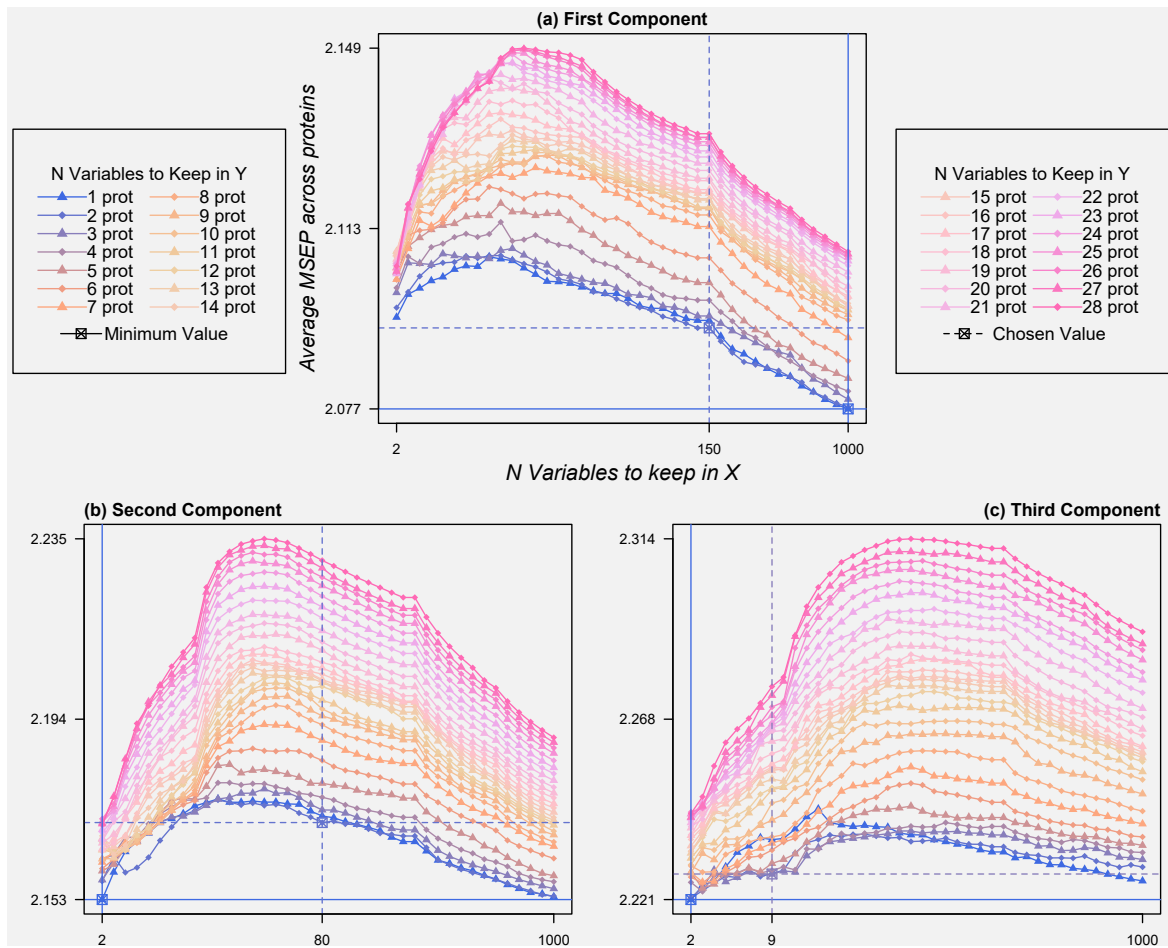 (a) First Component
2.149
2.113
2.077
Average MSEP across proteins
2
150
1000
N Variables to keep in X
N Variables to Keep in Y
1 prot
8 prot
2 prot
9 prot
3 prot
10 prot
4 prot
11 prot
5 prot
12 prot
6 prot
13 prot
7 prot
14 prot
Minimum Value
N Variables to Keep in Y
15 prot
22 prot
16 prot
23 prot
17 prot
24 prot
18 prot
25 prot
19 prot
26 prot
20 prot
27 prot
21 prot
28 prot
Chosen Value
(b) Second Component
2.235
2.194
2.153
2
80
1000
(c) Third Component
2.314
2.268
2.221
2
9
1000